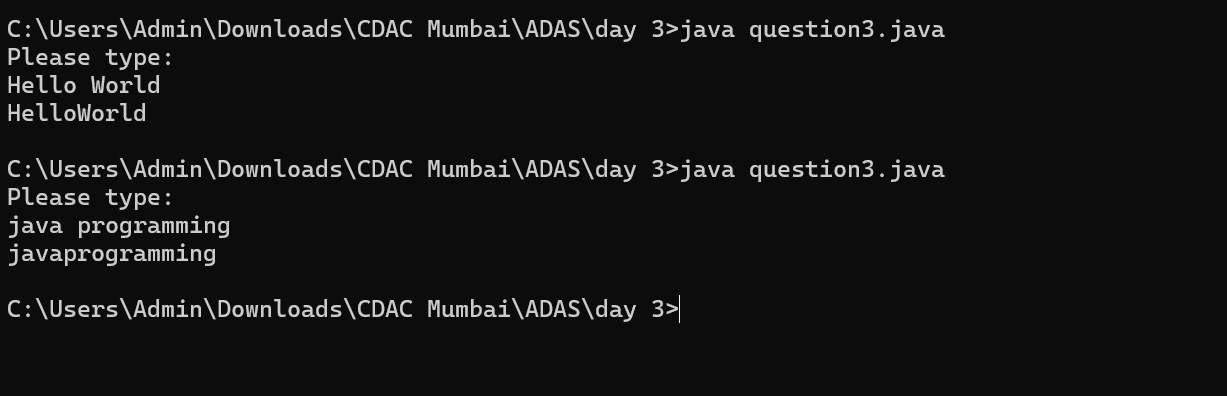 C:\Users\Admin\Downloads\CDAC Mumbai\ADAS\day 3>java question3.java
Please type:
Hello World
HelloWorld
C:\Users\Admin\Downloads\CDAC Mumbai\ADAS\day 3>java question3.java
Please type:
java programming
javaprogramming
C:\Users\Admin\Downloads\CDAC Mumbai\ADAS\day 3>